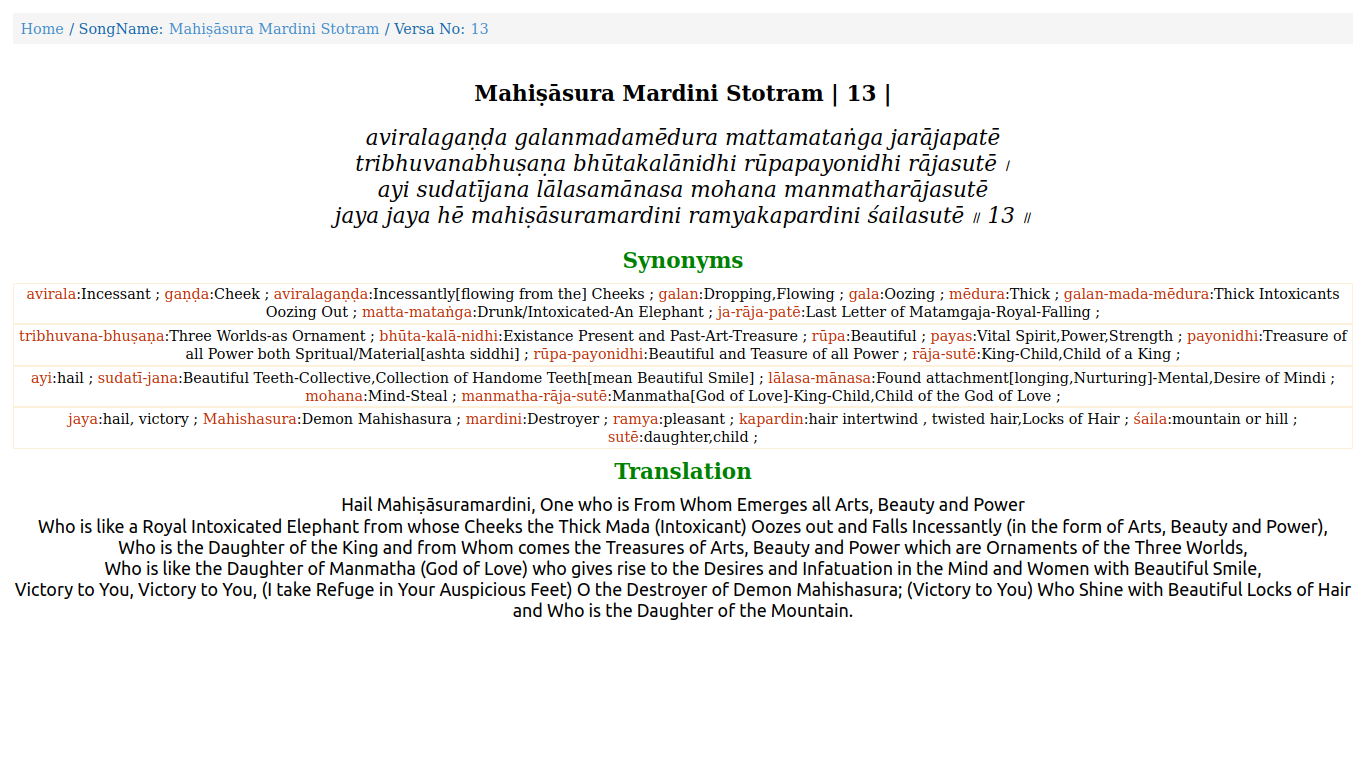 Home / SongName: Mahiṣāsura Mardini Stotram / Versa No: 13
Mahiṣāsura Mardini Stotram | 13 |
aviralagaṇḍa galanmadamēdura mattamataṅga jarājapatē
tribhuvanabhuṣaṇa bhūtakalānidhi rūpapayonidhi rājasutē ।
ayi sudatījana lālasamānasa mohana manmatharājasutē
jaya jaya hē mahiṣāsuramardini ramyakapardini śailasutē ॥ 13 ॥
Synonyms
avirala:Incessant ; gaṇḍa:Cheek ; aviralagaṇḍa:Incessantly[flowing from the] Cheeks ; galan:Dropping,Flowing ; gala:Oozing ; mēdura:Thick ; galan-mada-mēdura:Thick Intoxicants
Oozing Out ; matta-mataṅga:Drunk/Intoxicated-An Elephant ; ja-rāja-patē:Last Letter of Matamgaja-Royal-Falling ;
tribhuvana-bhuṣaṇa:Three Worlds-as Ornament ; bhūta-kalā-nidhi:Existance Present and Past-Art-Treasure ; rūpa:Beautiful ; payas:Vital Spirit,Power,Strength ; payonidhi:Treasure of
all Power both Spritual/Material[ashta siddhi] ; rūpa-payonidhi:Beautiful and Teasure of all Power ; rāja-sutē:King-Child,Child of a King ;
ayi:hail ; sudatī-jana:Beautiful Teeth-Collective,Collection of Handome Teeth[mean Beautiful Smile] ; lālasa-mānasa:Found attachment[longing,Nurturing]-Mental,Desire of Mindi ;
mohana:Mind-Steal ; manmatha-rāja-sutē:Manmatha[God of Love]-King-Child,Child of the God of Love ;
jaya:hail, victory ; Mahishasura:Demon Mahishasura ; mardini:Destroyer ; ramya:pleasant ; kapardin:hair intertwind , twisted hair,Locks of Hair ; śaila:mountain or hill ;
sutē:daughter,child ;
Translation
Hail Mahiṣāsuramardini, One who is From Whom Emerges all Arts, Beauty and Power
Who is like a Royal Intoxicated Elephant from whose Cheeks the Thick Mada (Intoxicant) Oozes out and Falls Incessantly (in the form of Arts, Beauty and Power),
Who is the Daughter of the King and from Whom comes the Treasures of Arts, Beauty and Power which are Ornaments of the Three Worlds,
Who is like the Daughter of Manmatha (God of Love) who gives rise to the Desires and Infatuation in the Mind and Women with Beautiful Smile,
Victory to You, Victory to You, (I take Refuge in Your Auspicious Feet) O the Destroyer of Demon Mahishasura; (Victory to You) Who Shine with Beautiful Locks of Hair
and Who is the Daughter of the Mountain.